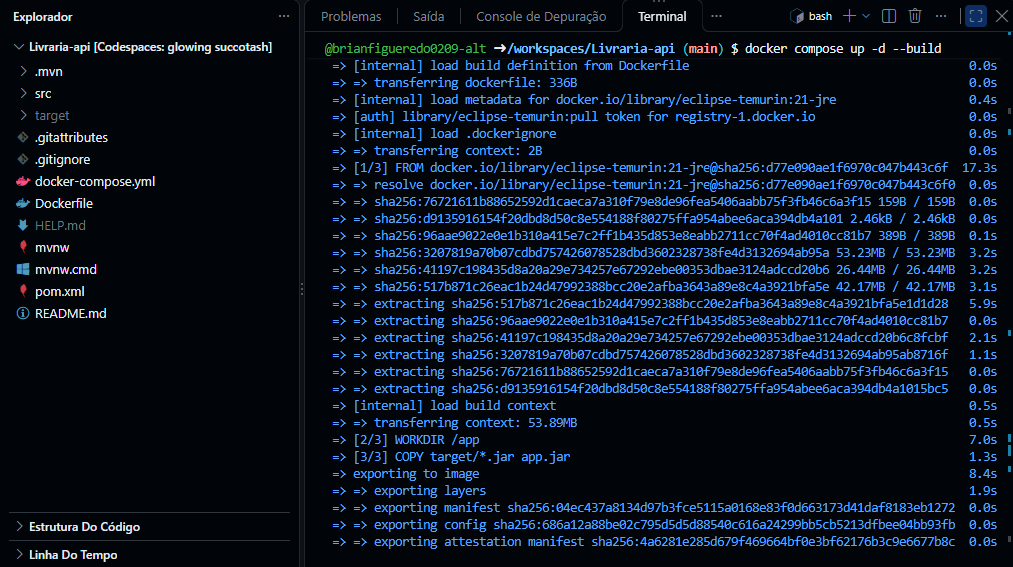 Explorador
Livraria-api [Codespaces: glowing succotash]
.mvn
src
target
.gitattributes
.gitignore
docker-compose.yml
Dockerfile
HELP.md
mvnw
mvnw.cmd
pom.xml
README.md
Estrutura Do Código
Linha Do Tempo
Problemas Saída Console de Depuração Terminal ··· bash
@brianfigueredo0209-alt ➜/workspaces/Livraria-api (main) $ docker compose up -d --build
=> [internal] load build definition from Dockerfile 0.0s
=> => transferring dockerfile: 336B 0.0s
=> [internal] load metadata for docker.io/library/eclipse-temurin:21-jre 0.4s
=> [auth] library/eclipse-temurin:pull token for registry-1.docker.io 0.0s
=> [internal] load .dockerignore 0.0s
=> => transferring context: 2B 0.0s
=> [1/3] FROM docker.io/library/eclipse-temurin:21-jre@sha256:d77e090ae1f6970c047b443c6f 17.3s
=> => resolve docker.io/library/eclipse-temurin:21-jre@sha256:d77e090ae1f6970c047b443c6f0 0.0s
=> => sha256:76721611b88652592d1caeca7a310f79e8de96fea5406aabb75f3fb46c6a3f15 159B / 159B 0.0s
=> => sha256:d9135916154f20dbd8d50c8e554188f80275ffa954abee6aca394db4a101 2.46kB / 2.46kB 0.0s
=> => sha256:96aae9022e0e1b310a415e7c2ff1b435d853e8eabb2711cc70f4ad4010cc81b7 389B / 389B 0.1s
=> => sha256:3207819a70b07cdbd757426078528dbd3602328738fe4d3132694ab95a 53.23MB / 53.23MB 3.2s
=> => sha256:41197c198435d8a20a29e734257e67292ebe00353dbae3124adccd20b6 26.44MB / 26.44MB 3.2s
=> => sha256:517b871c26eac1b24d47992388bcc20e2afba3643a89e8c4a3921bfa5e 42.17MB / 42.17MB 3.1s
=> => extracting sha256:517b871c26eac1b24d47992388bcc20e2afba3643a89e8c4a3921bfa5e1d1d28 5.9s
=> => extracting sha256:96aae9022e0e1b310a415e7c2ff1b435d853e8eabb2711cc70f4ad4010cc81b7 0.0s
=> => extracting sha256:41197c198435d8a20a29e734257e67292ebe00353dbae3124adccd20b6c8fcbf 2.1s
=> => extracting sha256:3207819a70b07cdbd757426078528dbd3602328738fe4d3132694ab95ab8716f 1.1s
=> => extracting sha256:76721611b88652592d1caeca7a310f79e8de96fea5406aabb75f3fb46c6a3f15 0.0s
=> => extracting sha256:d9135916154f20dbd8d50c8e554188f80275ffa954abee6aca394db4a1015bc5 0.0s
=> [internal] load build context 0.5s
=> => transferring context: 53.89MB 0.5s
=> [2/3] WORKDIR /app 7.0s
=> [3/3] COPY target/*.jar app.jar 1.3s
=> exporting to image 8.4s
=> => exporting layers 1.9s
=> => exporting manifest sha256:04ec437a8134d97b3fce5115a0168e83f0d663173d41daf8183eb1272 0.0s
=> => exporting config sha256:686a12a88be02c795d5d5d88540c616a24299bb5cb5213dfbee04bb93fb 0.0s
=> => exporting attestation manifest sha256:4a6281e285d679f469664bf0e3bf62176b3c9e6677b8c 0.0s